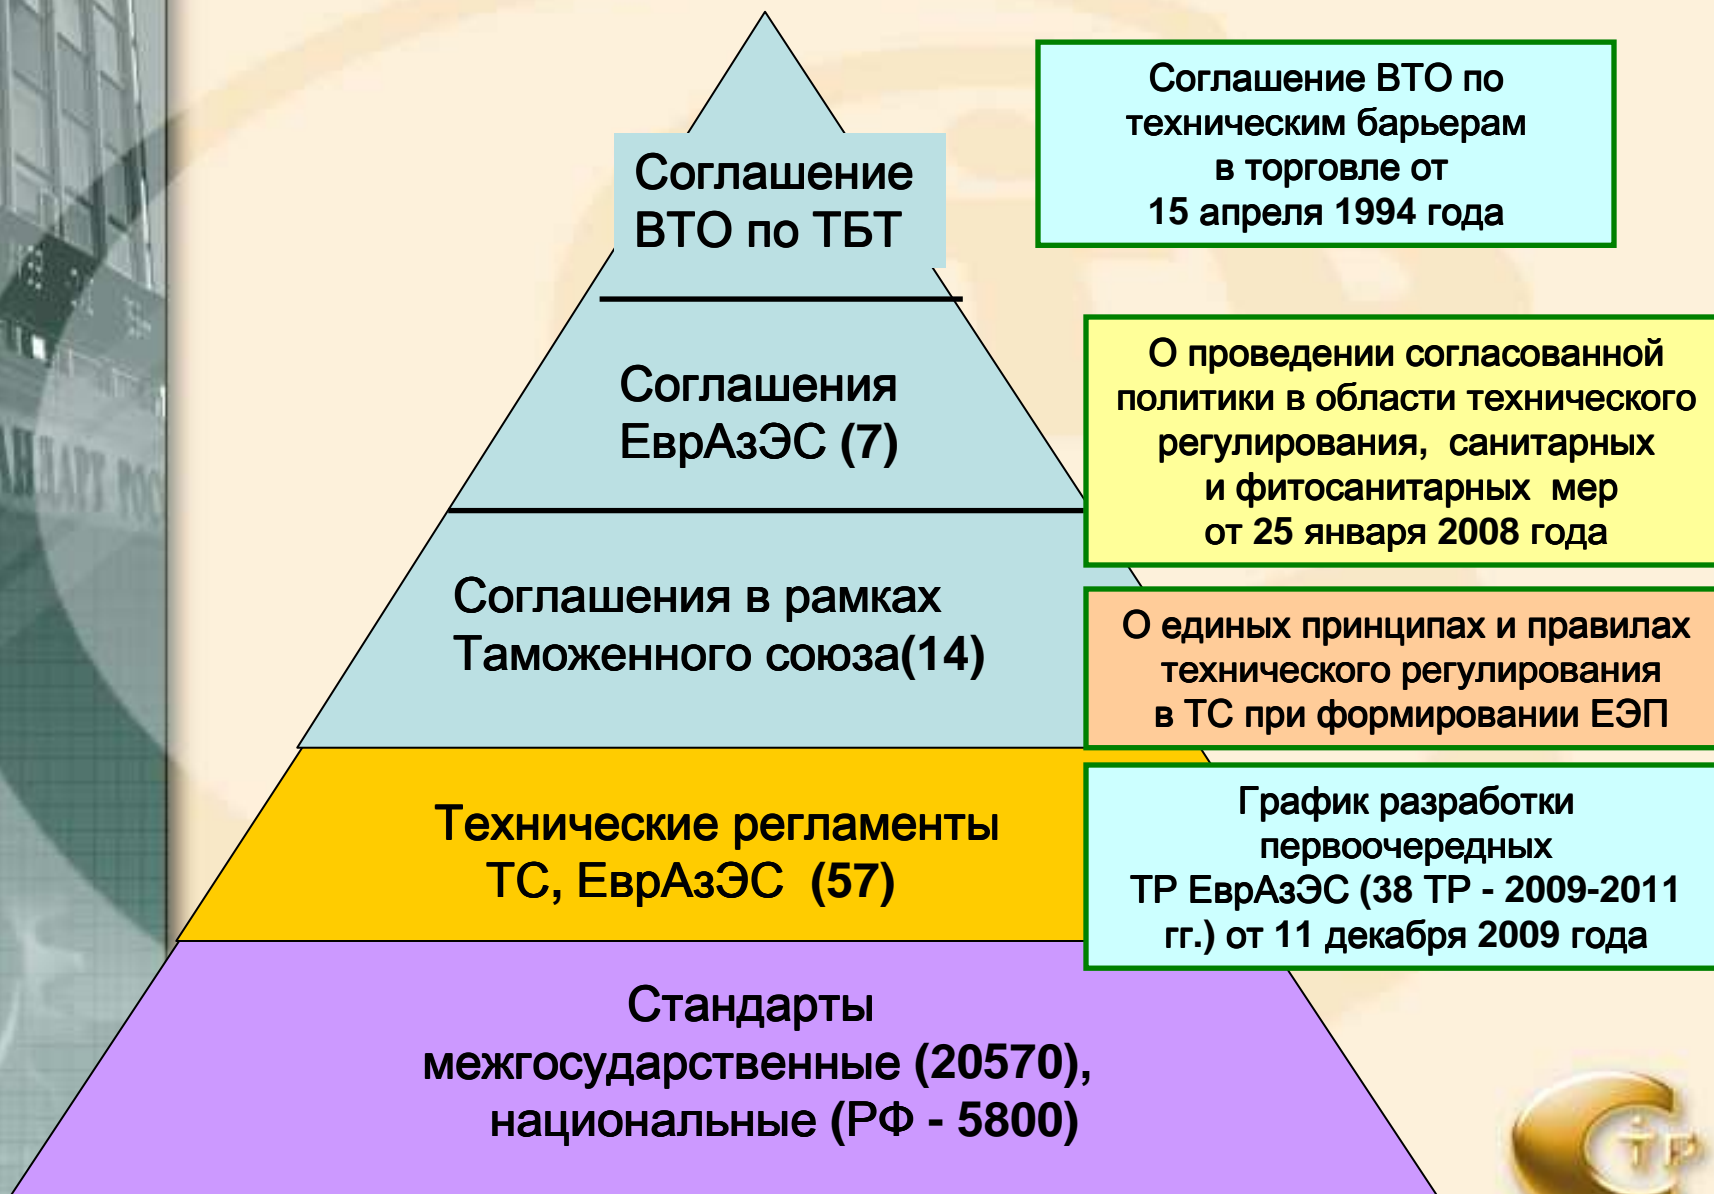 Соглашение
ВТО по ТБТ
Соглашение ВТО по
техническим барьерам
в торговле от
15 апреля 1994 года
Соглашения
ЕврАзЭС (7)
О проведении согласованной
политики в области технического
регулирования, санитарных
и фитосанитарных мер
от 25 января 2008 года
Соглашения в рамках
Таможенного союза(14)
О единых принципах и правилах
технического регулирования
в ТС при формировании ЕЭП
Технические регламенты
ТС, ЕврАзЭС (57)
График разработки
первоочередных
ТР ЕврАзЭС (38 ТР - 2009-2011
гг.) от 11 декабря 2009 года
Стандарты
межгосударственные (20570),
национальные (РФ - 5800)
СТР